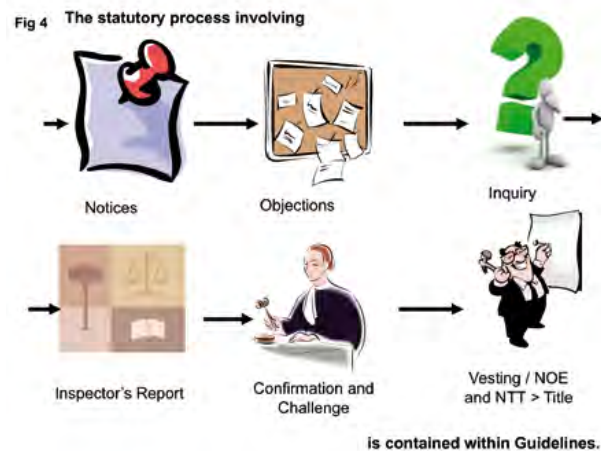 Fig 4 The statutory process involving
Notices
Objections
Inquiry
Inspector's Report
Confirmation and
Challenge
Vesting / NOE
and NTT > Title
is contained within Guidelines.